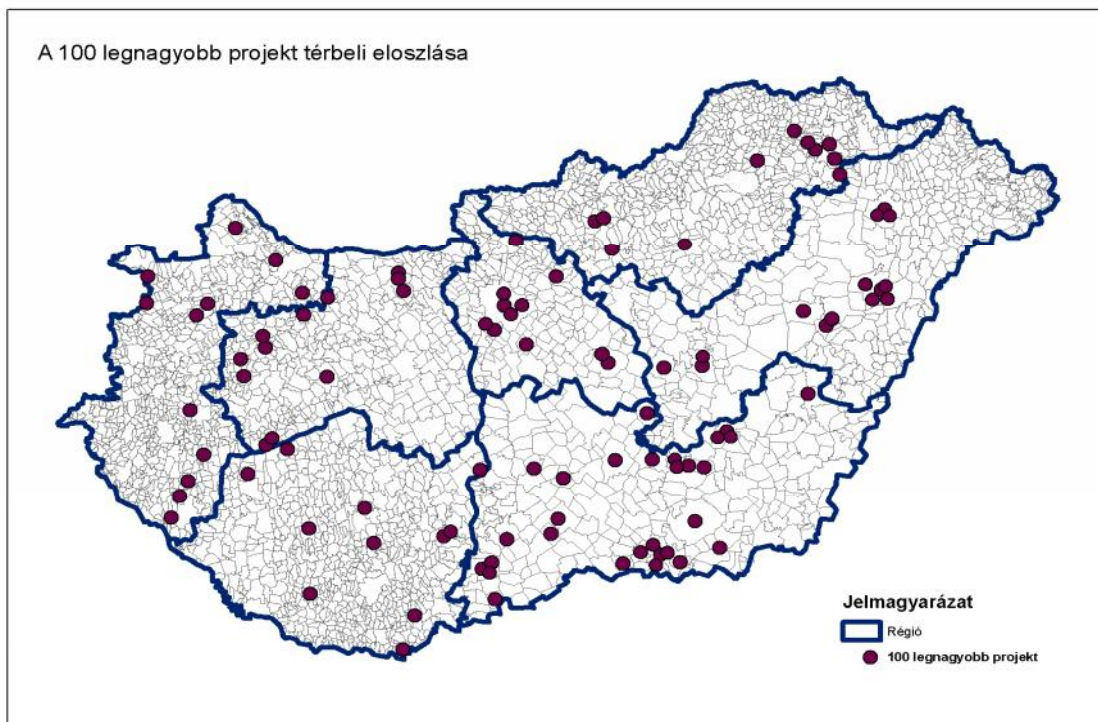 A 100 legnagyobb projekt térbeli eloszlása
Jelmagyarázat
Régió
100 legnagyobb projekt